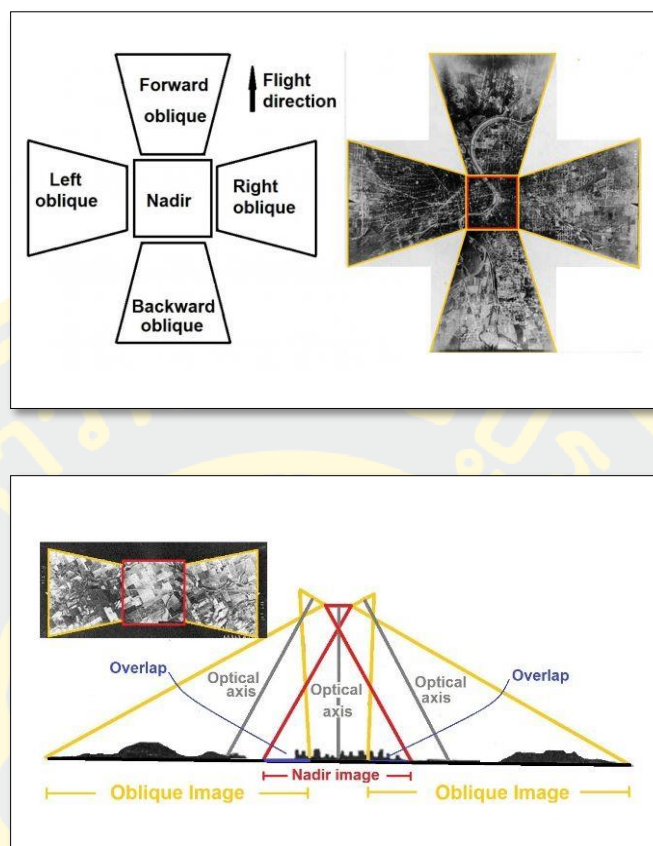 Forward
oblique
Flight
direction
Left
oblique
Nadir
Right
oblique
Backward
oblique
Overlap
Optical
axis
Optical
axis
Optical
axis
Overlap
Nadir image
Oblique Image
Oblique Image